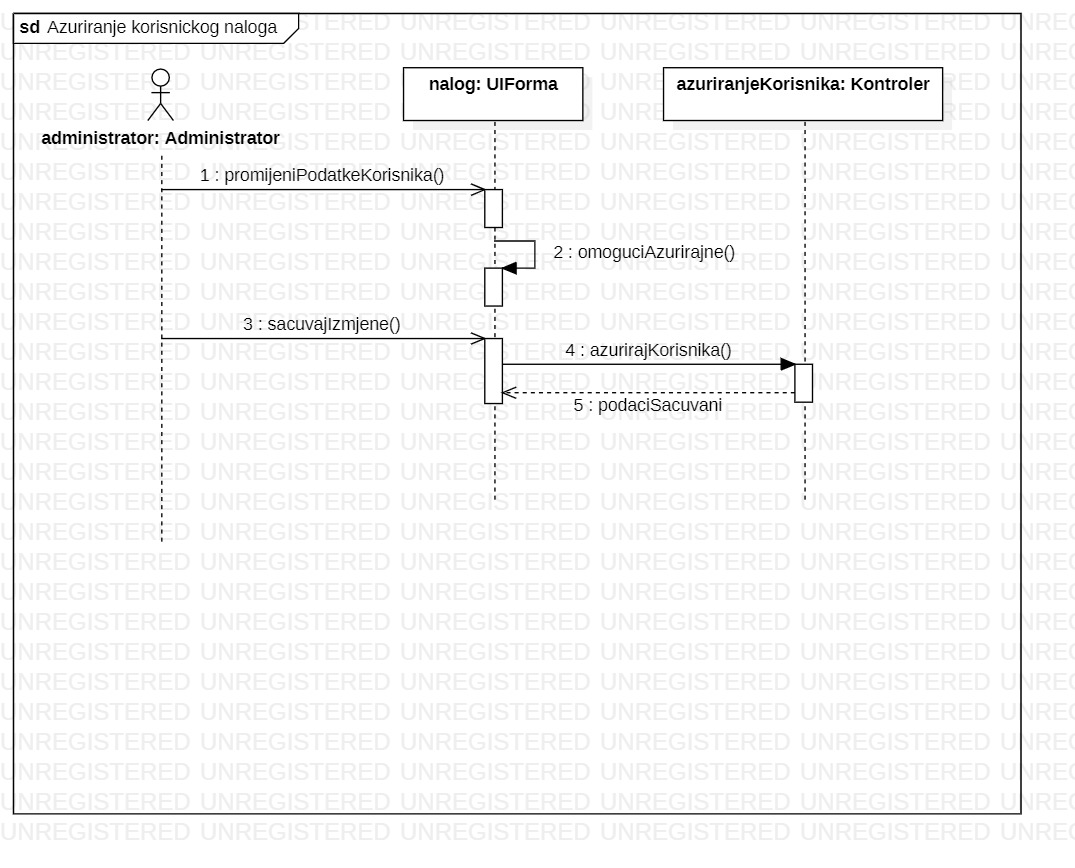 sd Azuriranje korisnickog naloga
nalog: UIForma
azuriranjeKorisnika: Kontroler
administrator: Administrator
1 : promijeniPodatkeKorisnika()
2 : omoguciAzurirajne()
3 : sacuvajIzmjene()
4 : azurirajKorisnika()
5 : podaciSacuvani
UNREGISTERED